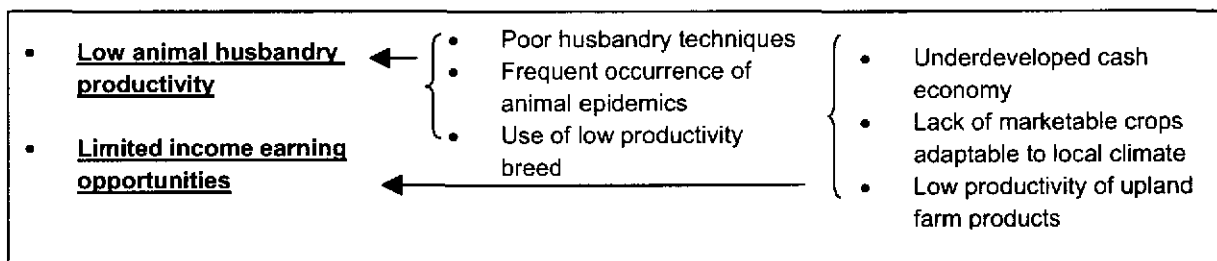 • Low animal husbandry
productivity
• Limited income earning
opportunities
• Poor husbandry techniques
• Frequent occurrence of
animal epidemics
• Use of low productivity
breed
• Underdeveloped cash
economy
• Lack of marketable crops
adaptable to local climate
• Low productivity of upland
farm products